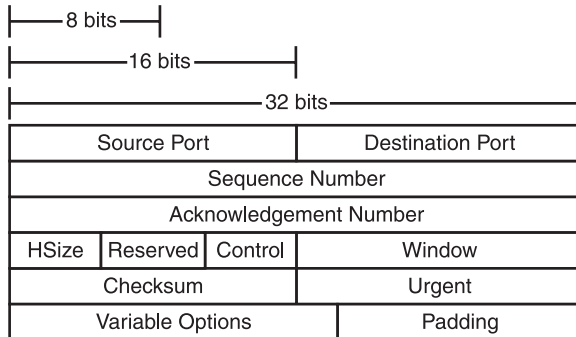 8 bits
16 bits
32 bits
Source Port Destination Port
Sequence Number
Acknowledgement Number
HSize Reserved Control Window
Checksum Urgent
Variable Options Padding